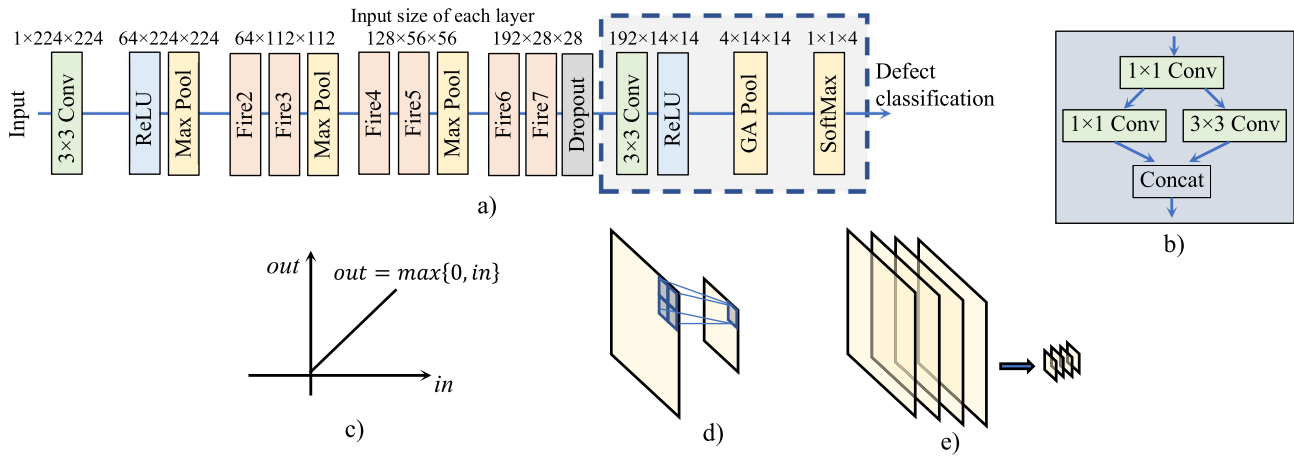 Input size of each layer
1×224×224
64×224×224
64×112×112
128×56×56
192×28×28
192×14×14
4×14×14
1×1×4
Input
3×3 Conv
ReLU
Max Pool
Fire2
Fire3
Max Pool
Fire4
Fire5
Max Pool
Fire6
Fire7
Dropout
3×3 Conv
ReLU
GA Pool
SoftMax
Defect
classification
a)
1×1 Conv
1×1 Conv
3×3 Conv
Concat
b)
out
out = max{0, in}
in
c)
d)
e)